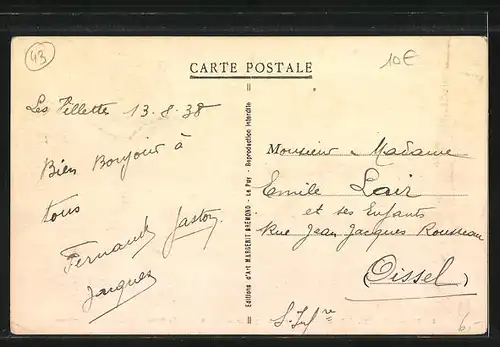 43
10€
CARTE POSTALE
Les Villettes 13-8-38
Bien Bonjour à
tous
Fernand Gaston
Jacques
Editions d'Art MARGERIT BRÉMOND - Le Puy - Reproduction interdite
Monsieur & Madame
Emile Lair
et ses Enfants
Rue Jean Jacques Rousseau
(Oissel)
S. Infre
6,-